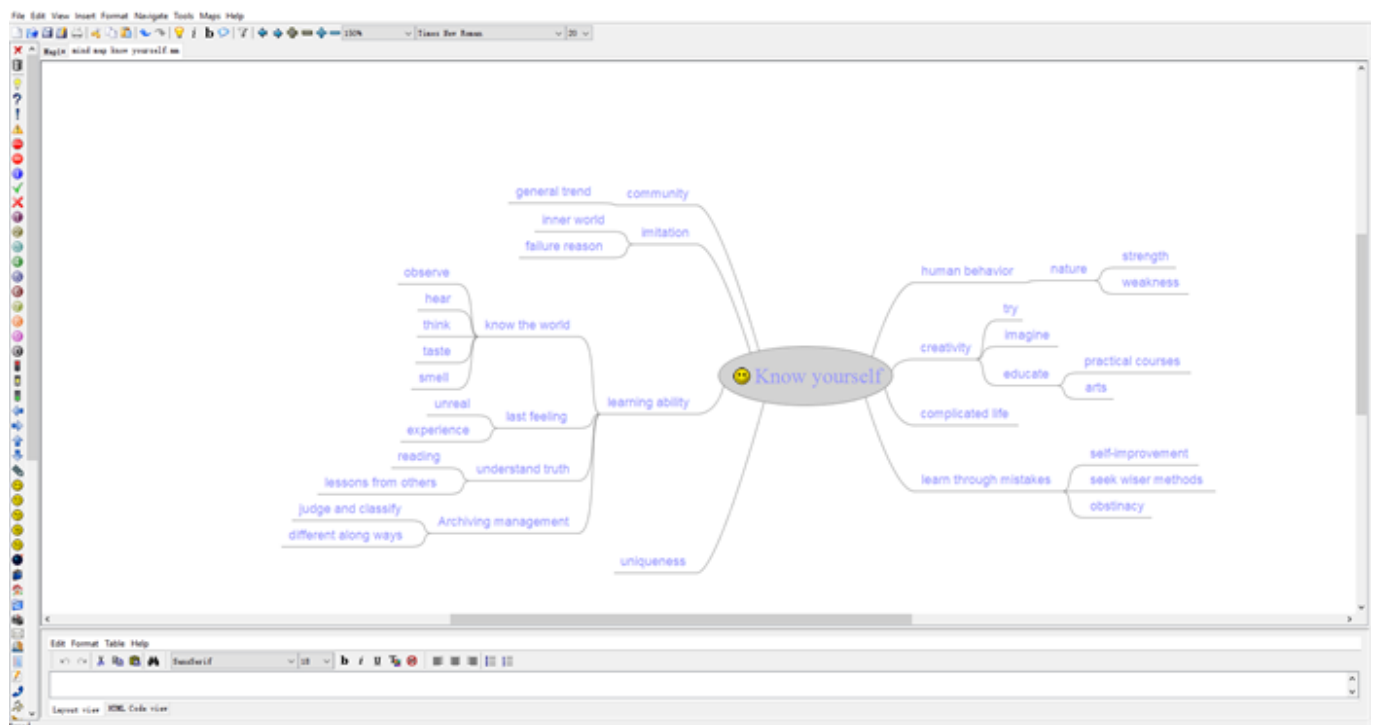 File Edit View Insert Format Navigate Tools Maps Help
150% Times New Roman 20
Mapis mind map know yourself.mm
general trend
community
inner world
imitation
failure reason
observe
hear
think
know the world
taste
smell
unreal
last feeling
experience
learning ability
reading
understand truth
lessons from others
judge and classify
Archiving management
different along ways
uniqueness
Know yourself
human behavior
nature
strength
weakness
try
creativity
imagine
educate
practical courses
arts
complicated life
self-improvement
learn through mistakes
seek wiser methods
obstinacy
Edit Format Table Help
SansSerif 18
Layout view HTML Code view